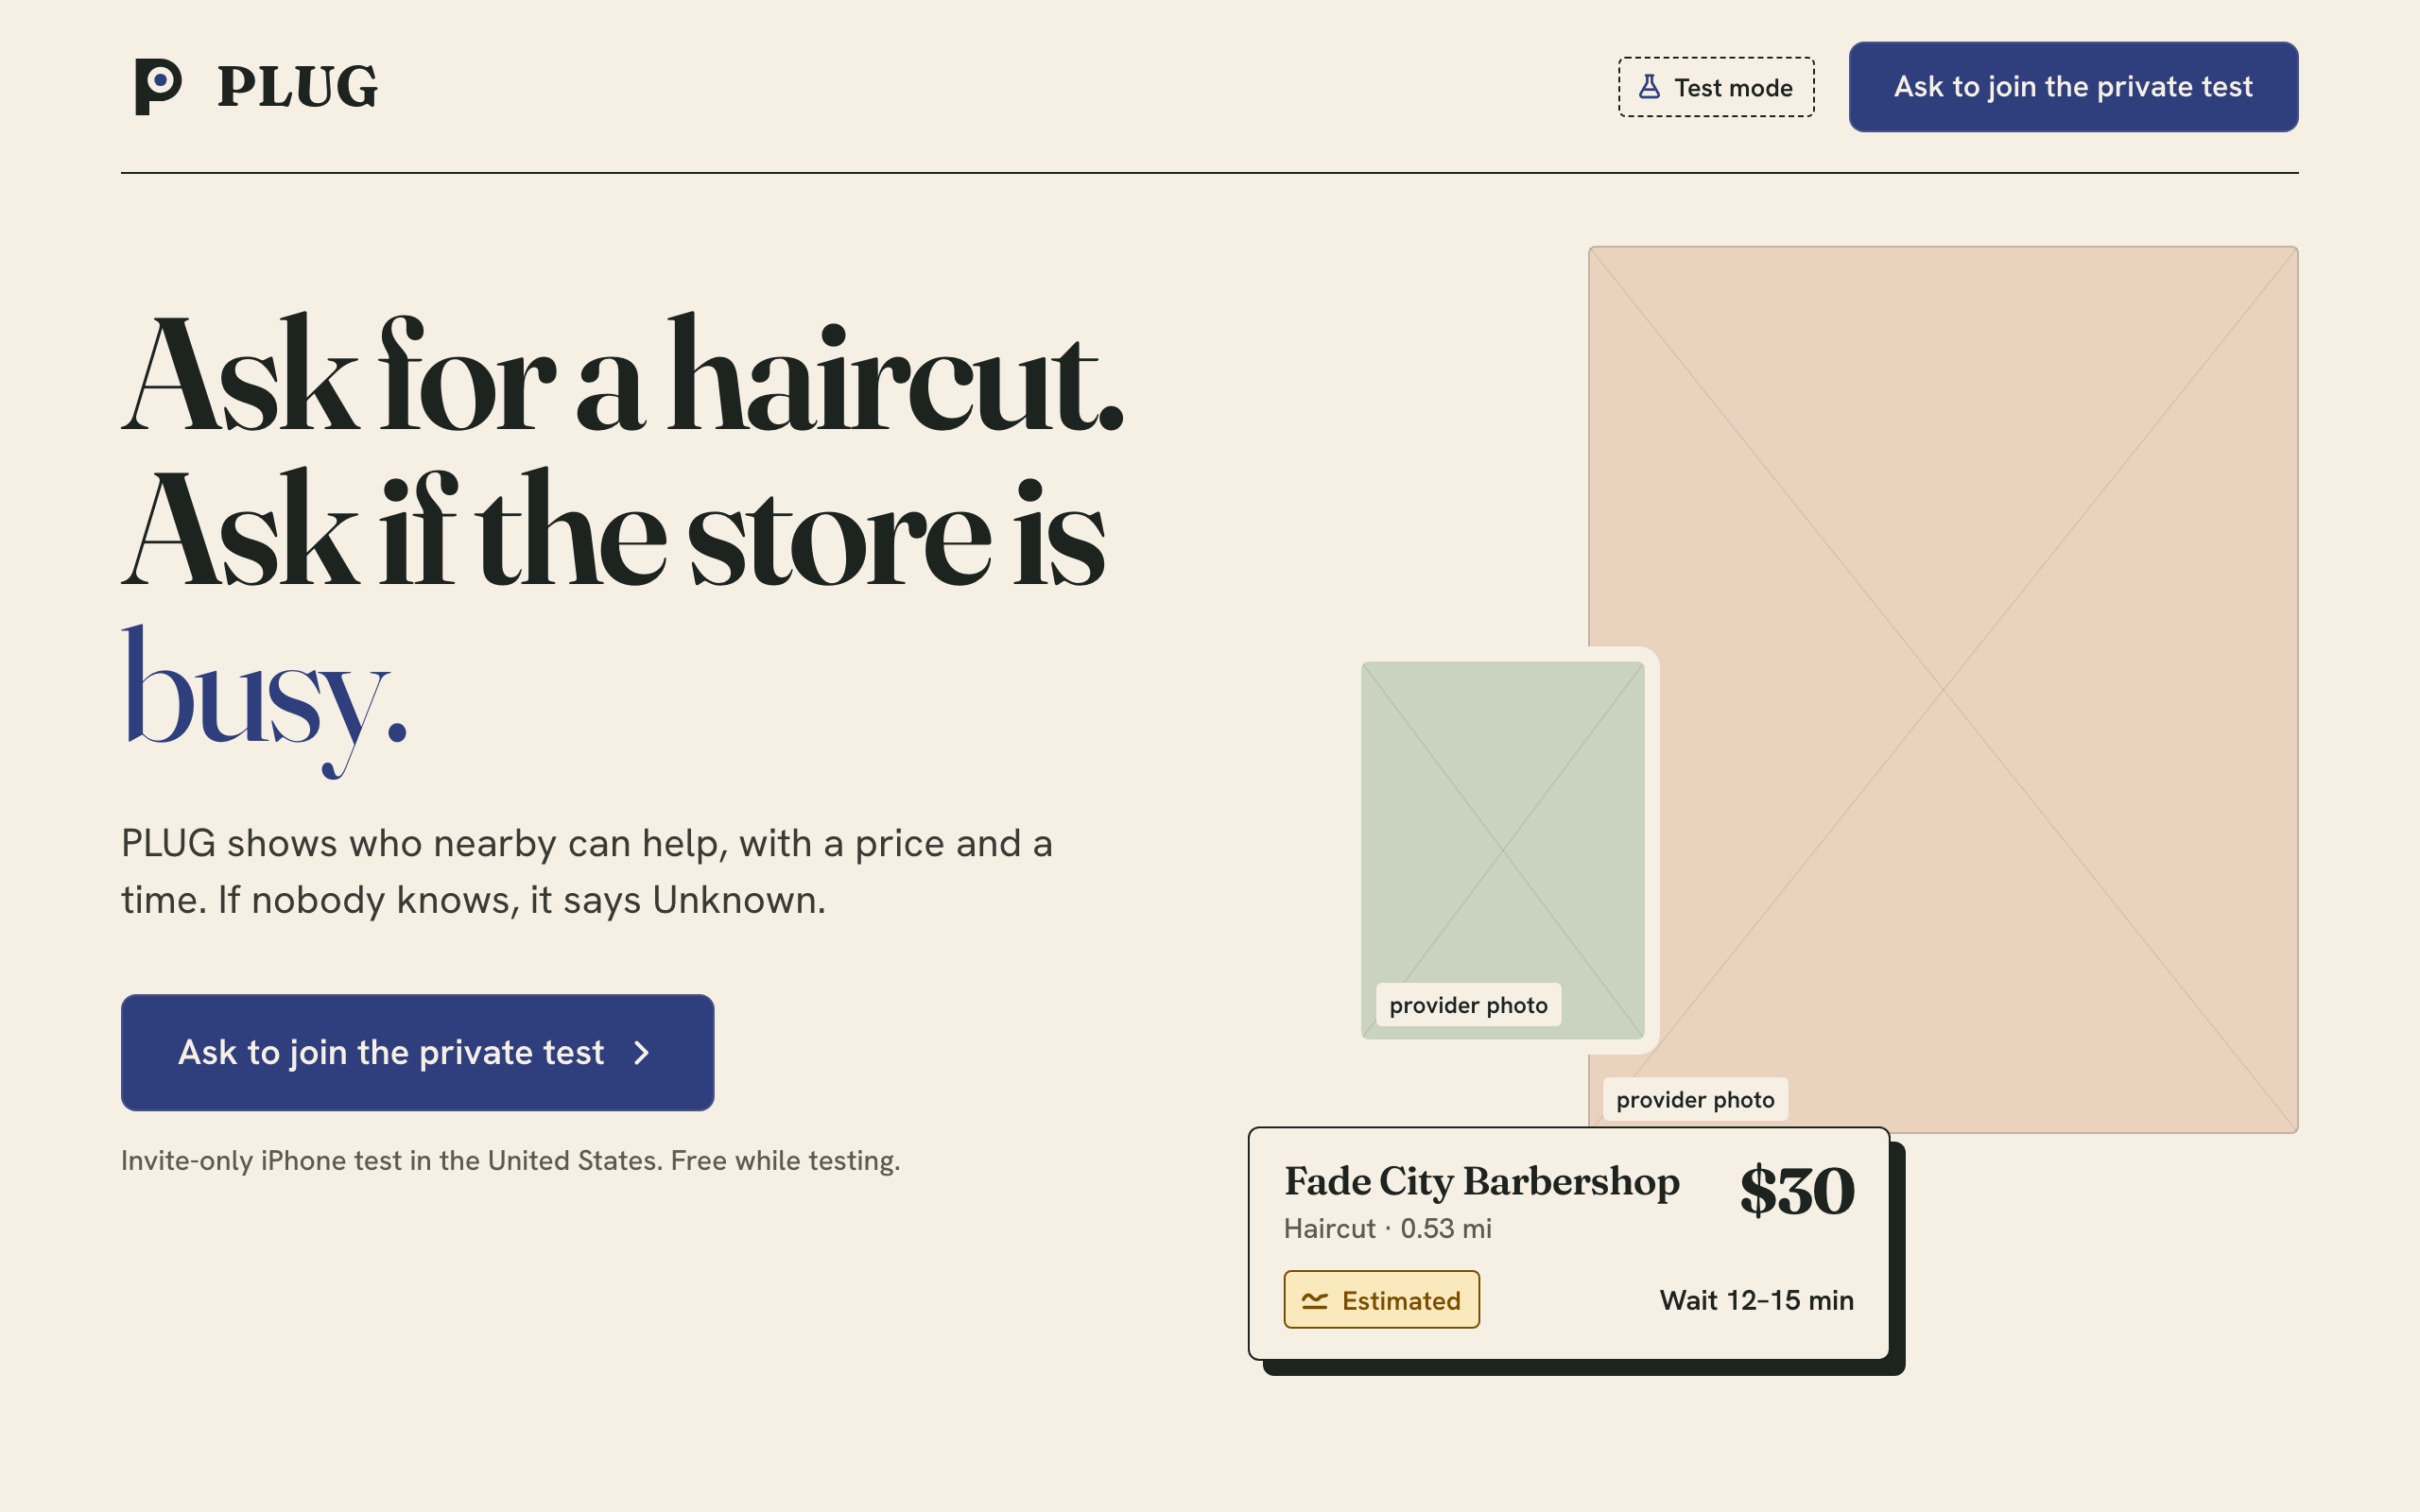 PLUG
Test mode
Ask to join the private test
Ask for a haircut.
Ask if the store is
busy.
PLUG shows who nearby can help, with a price and a
time. If nobody knows, it says Unknown.
Ask to join the private test
Invite-only iPhone test in the United States. Free while testing.
provider photo
provider photo
Fade City Barbershop
$30
Haircut · 0.53 mi
Estimated
Wait 12–15 min